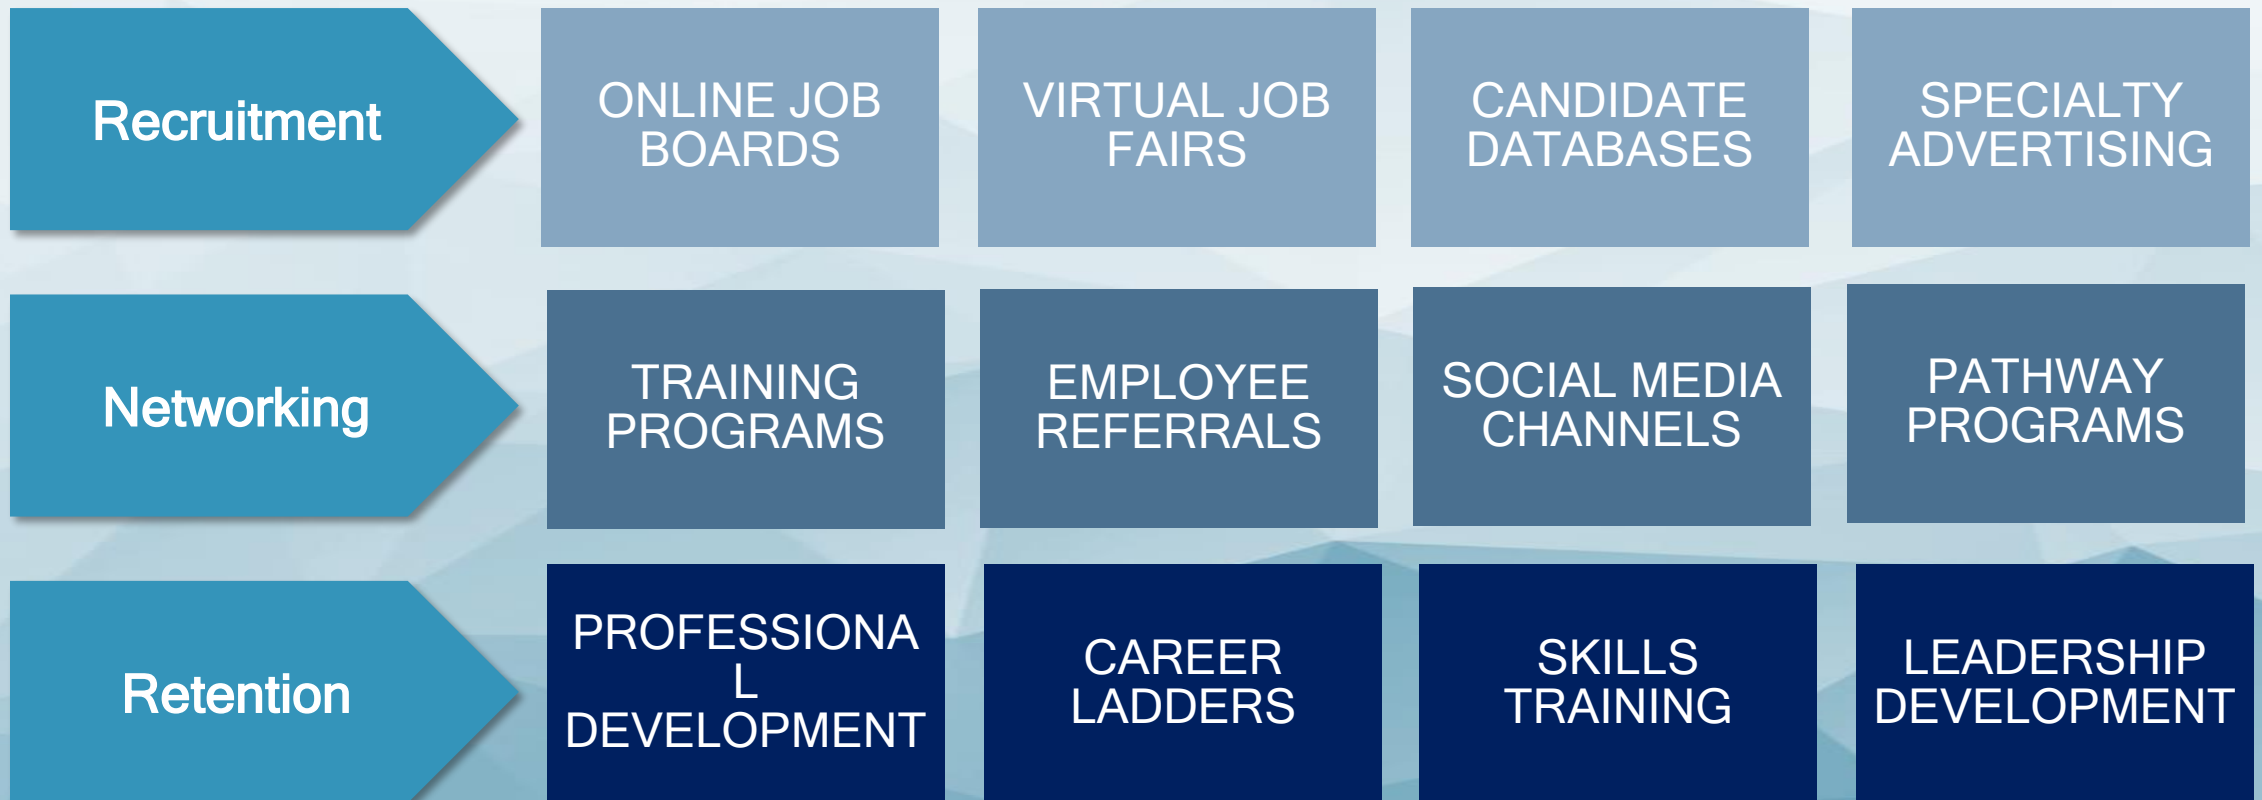 Recruitment
ONLINE JOB
BOARDS
VIRTUAL JOB
FAIRS
CANDIDATE
DATABASES
SPECIALTY
ADVERTISING
Networking
TRAINING
PROGRAMS
EMPLOYEE
REFERRALS
SOCIAL MEDIA
CHANNELS
PATHWAY
PROGRAMS
Retention
PROFESSIONA
L
DEVELOPMENT
CAREER
LADDERS
SKILLS
TRAINING
LEADERSHIP
DEVELOPMENT